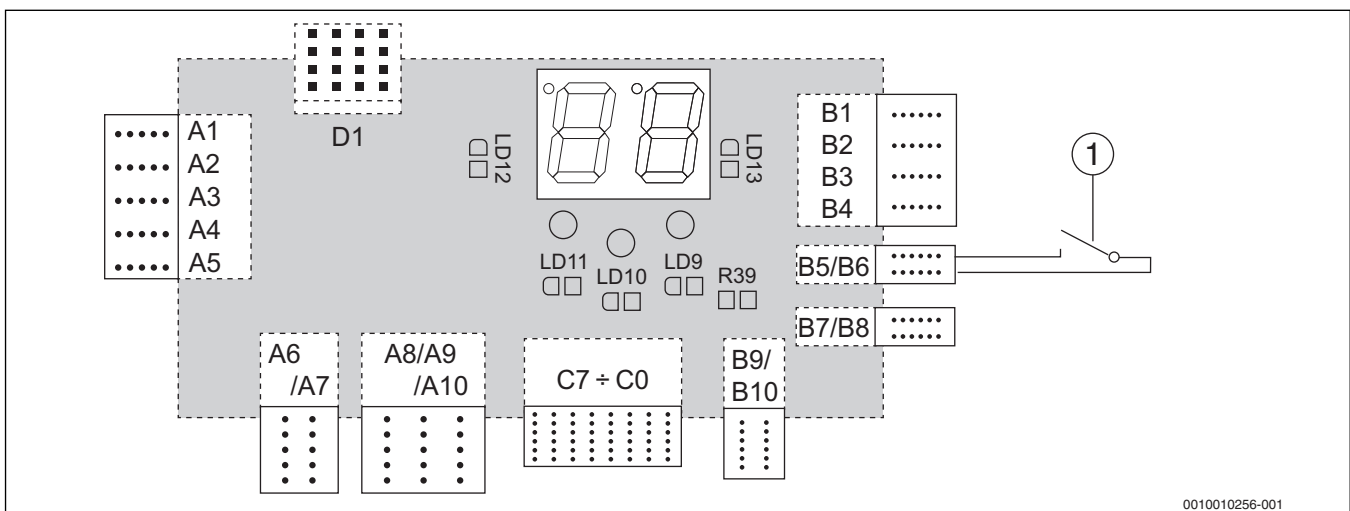 D1
A1
A2
A3
A4
A5
LD12
LD13
B1
B2
B3
B4
1
LD11
LD10
LD9
R39
B5/B6
B7/B8
A6
/A7
A8/A9
/A10
C7 ÷ C0
B9/
B10
0010010256-001